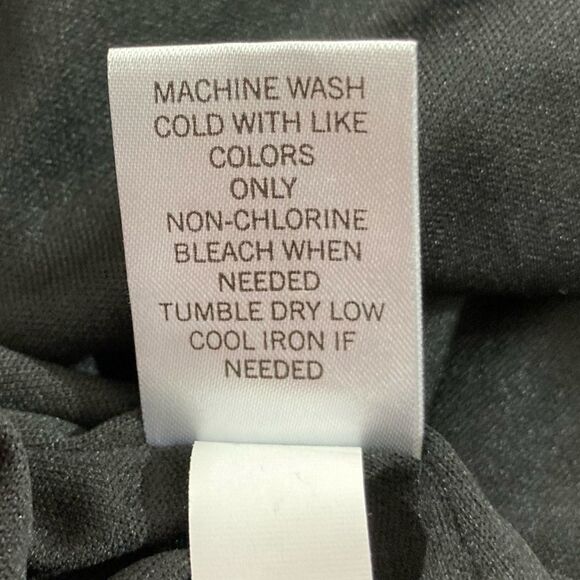 MACHINE WASH
COLD WITH LIKE
COLORS
ONLY
NON-CHLORINE
BLEACH WHEN
NEEDED
TUMBLE DRY LOW
COOL IRON IF
NEEDED